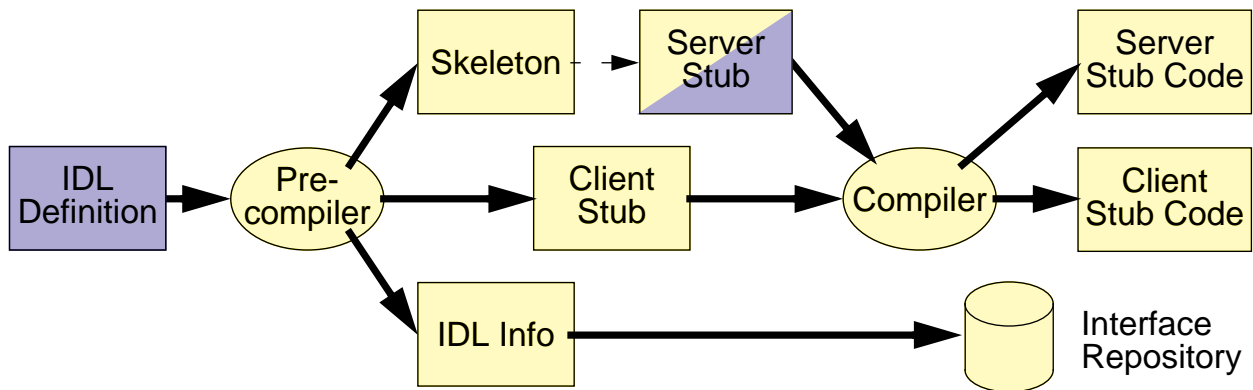 Skeleton
Server
Stub
Server
Stub Code
IDL
Definition
Pre-
compiler
Client
Stub
Compiler
Client
Stub Code
IDL Info
Interface
Repository